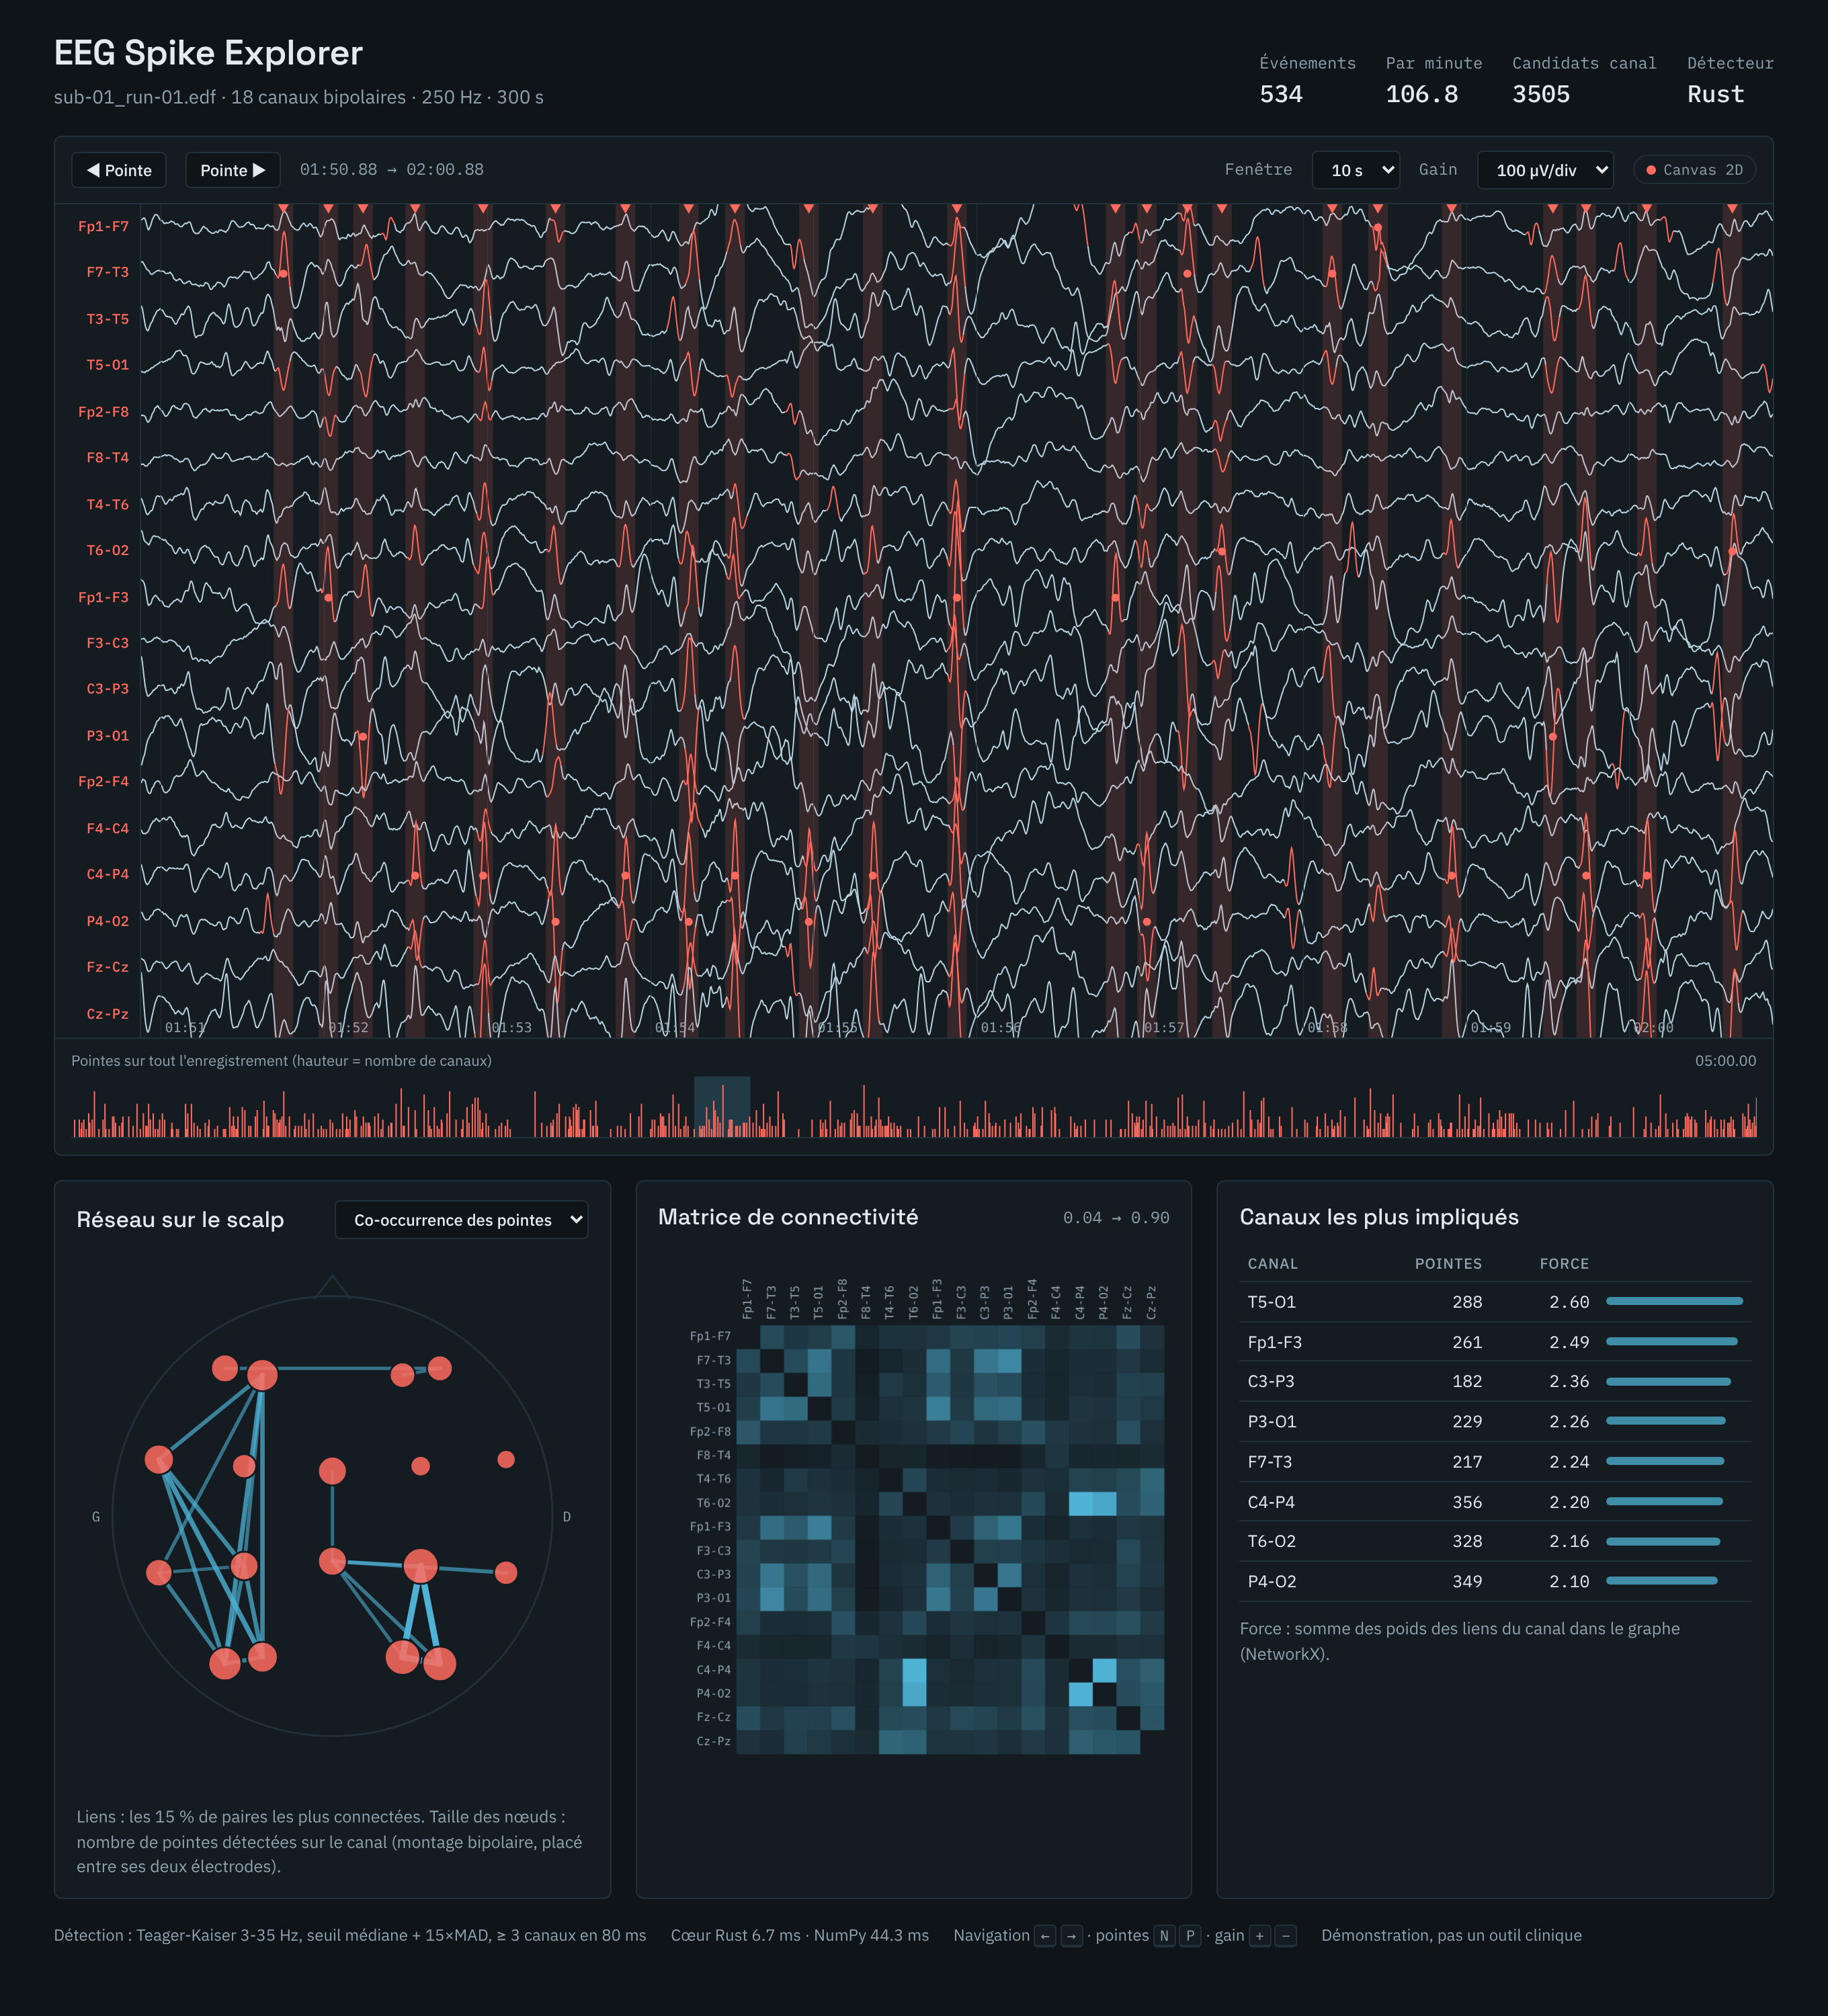 EEG Spike Explorer
sub-01_run-01.edf · 18 canaux bipolaires · 250 Hz · 300 s
Événements Par minute Candidats canal Détecteur
534 106.8 3505 Rust
◀ Pointe Pointe ▶ 01:50.88 → 02:00.88 Fenêtre 10 s Gain 100 µV/div Canvas 2D
Fp1-F7
F7-T3
T3-T5
T5-O1
Fp2-F8
F8-T4
T4-T6
T6-O2
Fp1-F3
F3-C3
C3-P3
P3-O1
Fp2-F4
F4-C4
C4-P4
P4-O2
Fz-Cz
Cz-Pz
01:51 01:52 01:53 01:54 01:55 01:56 01:57 01:58 01:59 02:00
Pointes sur tout l'enregistrement (hauteur = nombre de canaux) 05:00.00
Réseau sur le scalp Co-occurrence des pointes
G D
Liens : les 15 % de paires les plus connectées. Taille des nœuds :
nombre de pointes détectées sur le canal (montage bipolaire, placé
entre ses deux électrodes).
Matrice de connectivité 0.04 → 0.90
Fp1-F7 F7-T3 T3-T5 T5-O1 Fp2-F8 F8-T4 T4-T6 T6-O2 Fp1-F3 F3-C3 C3-P3 P3-O1 Fp2-F4 F4-C4 C4-P4 P4-O2 Fz-Cz Cz-Pz
Fp1-F7
F7-T3
T3-T5
T5-O1
Fp2-F8
F8-T4
T4-T6
T6-O2
Fp1-F3
F3-C3
C3-P3
P3-O1
Fp2-F4
F4-C4
C4-P4
P4-O2
Fz-Cz
Cz-Pz
Canaux les plus impliqués
CANAL POINTES FORCE
T5-O1 288 2.60
Fp1-F3 261 2.49
C3-P3 182 2.36
P3-O1 229 2.26
F7-T3 217 2.24
C4-P4 356 2.20
T6-O2 328 2.16
P4-O2 349 2.10
Force : somme des poids des liens du canal dans le graphe
(NetworkX).
Détection : Teager-Kaiser 3-35 Hz, seuil médiane + 15×MAD, ≥ 3 canaux en 80 ms Cœur Rust 6.7 ms · NumPy 44.3 ms Navigation ← → · pointes N P · gain + − Démonstration, pas un outil clinique